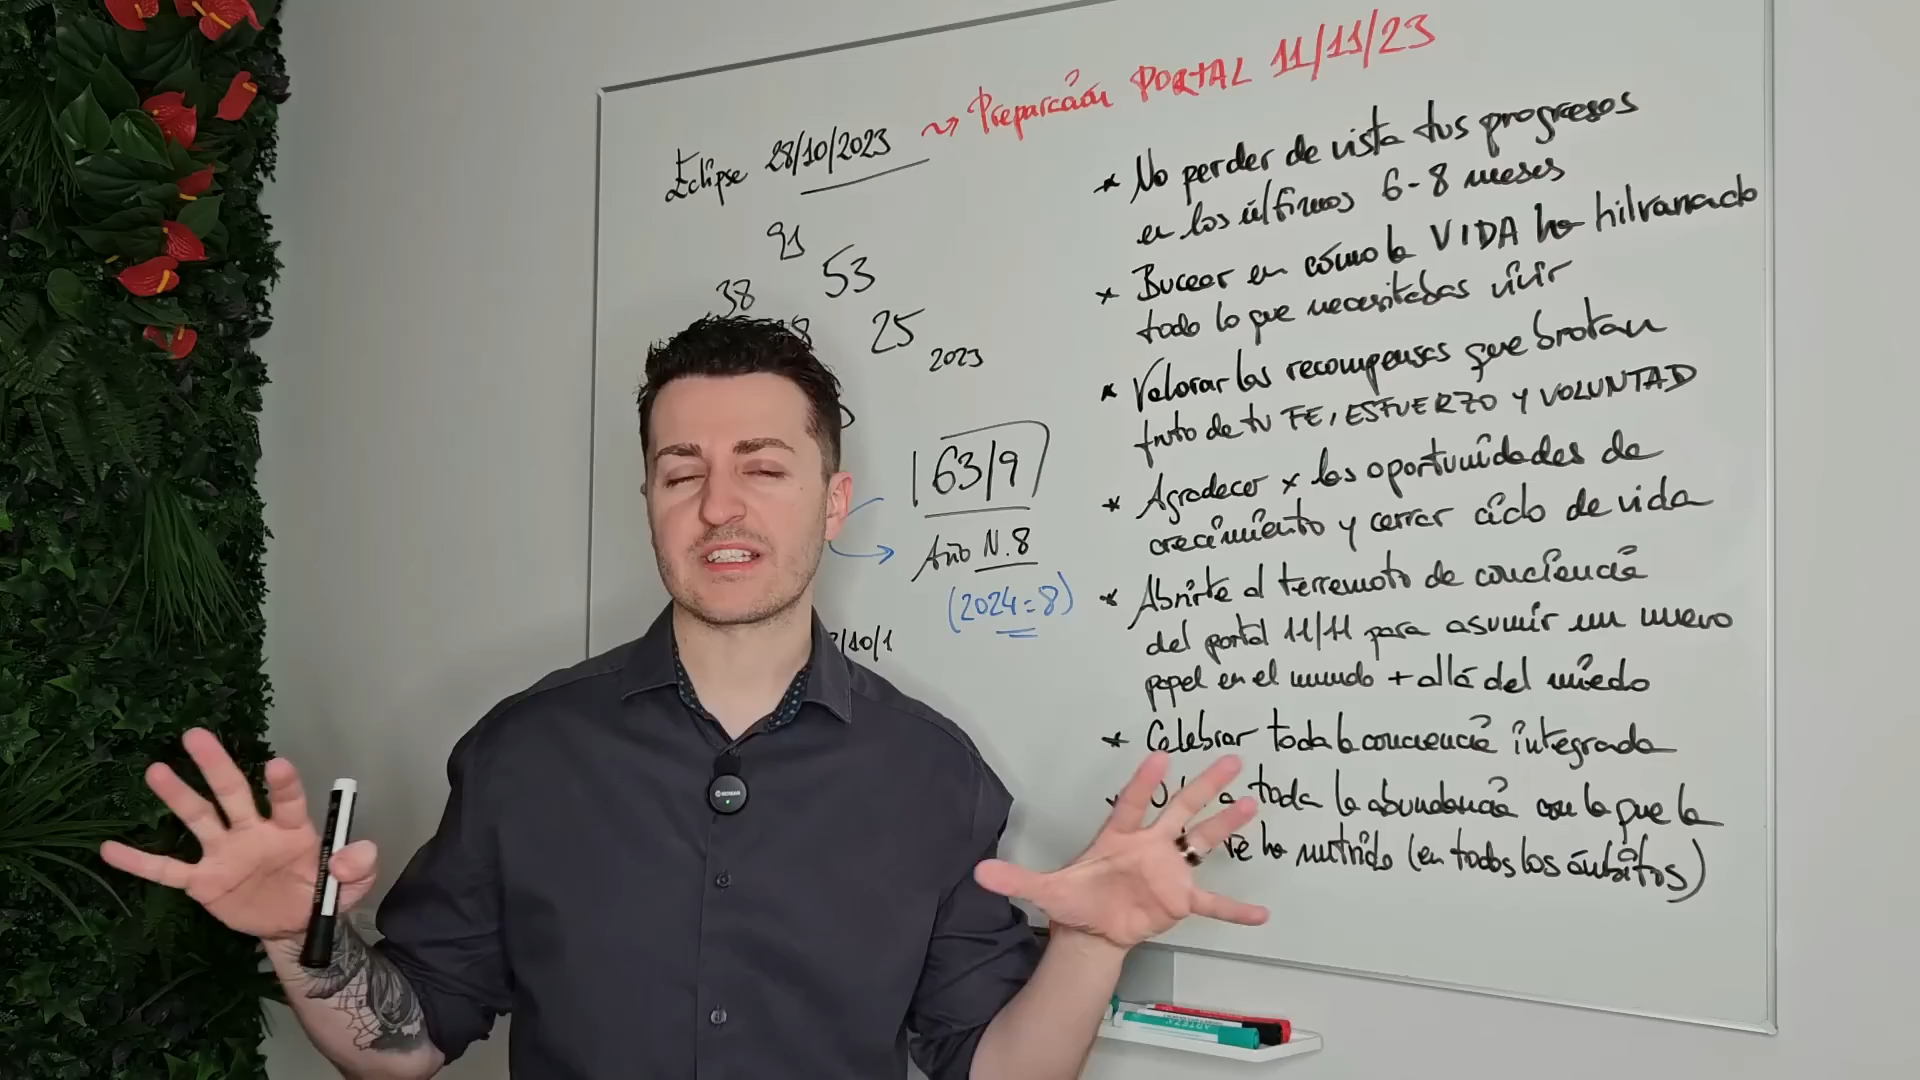 Eclipse 28/10/2023
→ Preparción PORTAL 11/11/23
91
53
38
25
2023
63/9
Año N.8
(2024=8)
/10/1
* No perder de vista tus progresos
en los últimos 6-8 meses
* Bucear en cómo la VIDA ha hilvanado
todo lo que necesitabas vivir
* Valorar las recompensas que brotan
fruto de tu FE, ESFUERZO Y VOLUNTAD
* Agradecer x las oportunidades de
crecimiento y cerrar ciclo de vida
* Abrirte al terremoto de conciencia
del portal 11/11 para asumir un nuevo
papel en el mundo + allá del miedo
* Celebrar toda la conciencia integrada
toda la abundancia con la que la
te ha nutrido (en todos los ámbitos)